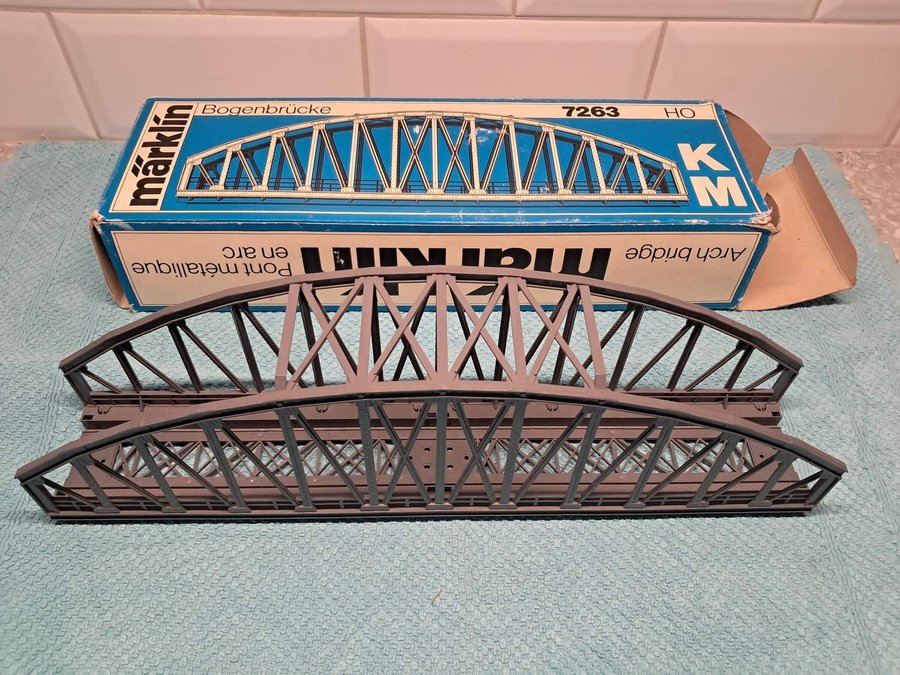 märklin
Bogenbrücke
7263
HO
K
M
Arch bridge
märklin
Pont métallique
en arc